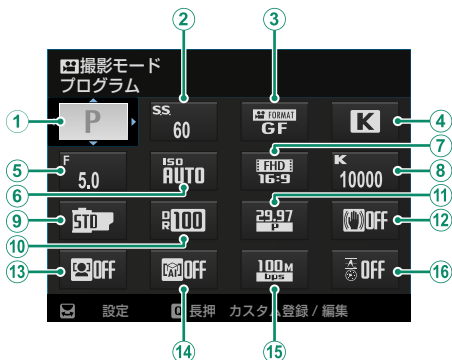 撮影モード
プログラム
① ② ③ ④
P
S.S. 60
FORMAT GF
K
⑤ ⑥ ⑦ ⑧
F 5.0
ISO AUTO
FHD 16:9
K 10000
⑨ ⑩ ⑪ ⑫
STD
DR 100
29.97 P
OFF
⑬ ⑭ ⑮ ⑯
OFF
AI OFF
100M bps
OFF
設定 Q 長押 カスタム登録 / 編集